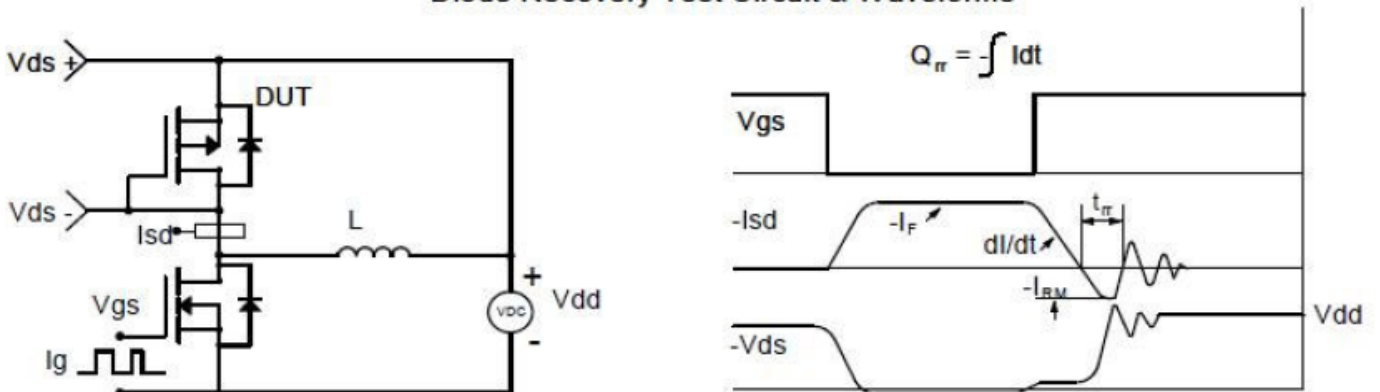 Diode Recovery Test Circuit & Waveforms
Vds +
DUT
Vds -
Isd
L
Vgs
Ig
+
VDC
-
Vdd
Qrr = -∫ Idt
Vgs
-Isd
-IF
dI/dt
trr
-IRM
-Vds
Vdd